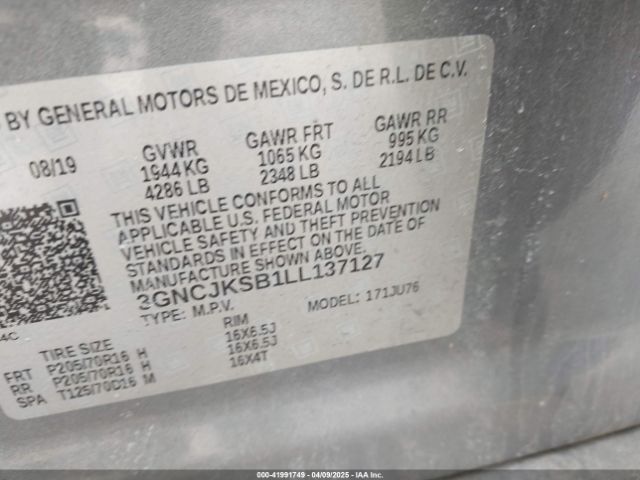 BY GENERAL MOTORS DE MEXICO, S. DE R.L. DE C.V.
08/19
GVWR
1944 KG
4286 LB
GAWR FRT
1065 KG
2348 LB
GAWR RR
995 KG
2194 LB
THIS VEHICLE CONFORMS TO ALL
APPLICABLE U.S. FEDERAL MOTOR
VEHICLE SAFETY AND THEFT PREVENTION
STANDARDS IN EFFECT ON THE DATE OF
MANUFACTURE SHOWN ABOVE.
3GNCJKSB1LL137127
TYPE: M.P.V. MODEL: 171JU76
TIRE SIZE RIM
FRT P205/70R16 H 16X6.5J
RR P205/70R16 H 16X6.5J
SPA T125/70D16 M 16X4T
000-41991749 | 04/09/2025 | IAA Inc.